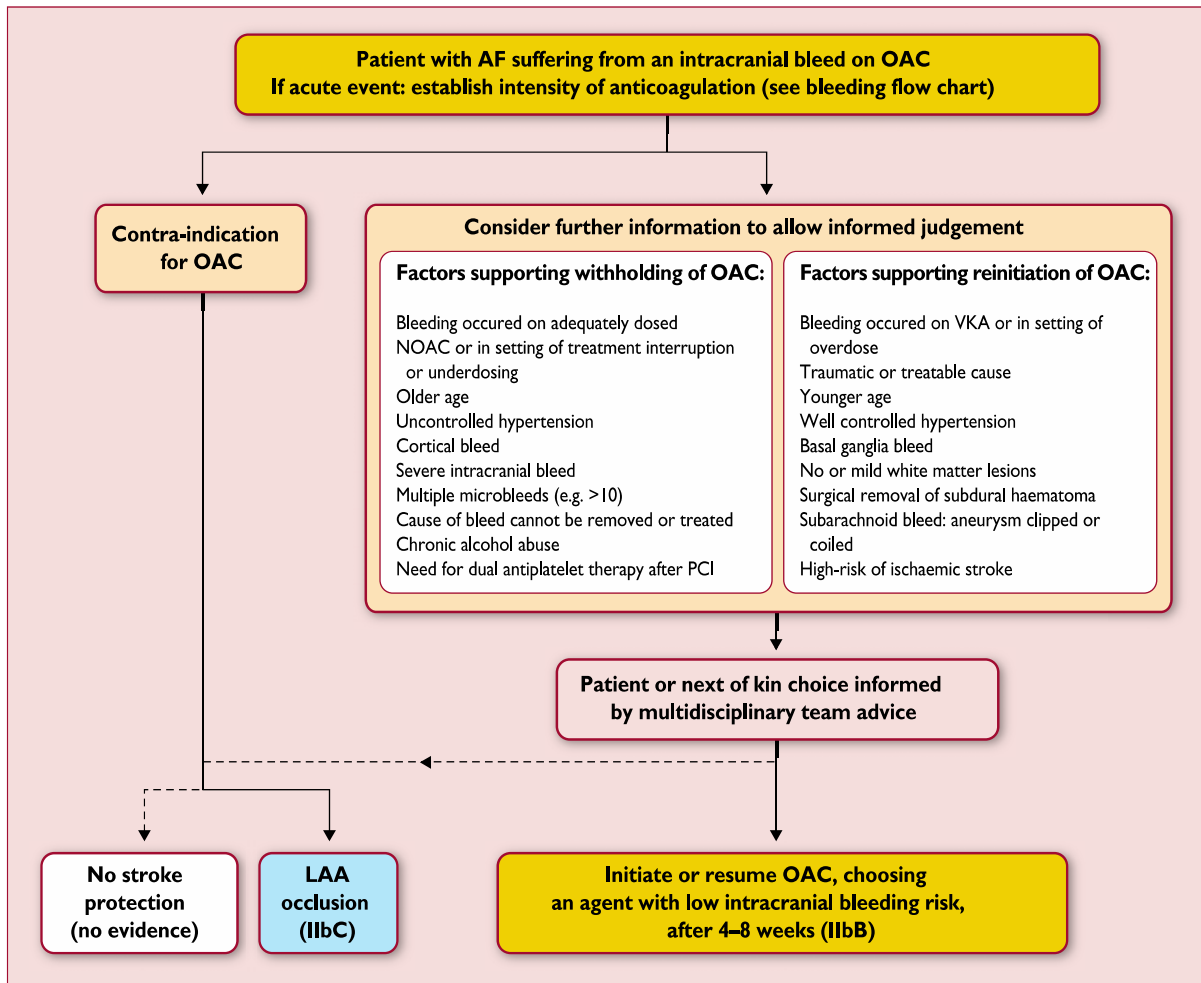 Patient with AF suffering from an intracranial bleed on OAC
If acute event: establish intensity of anticoagulation (see bleeding flow chart)
Contra-indication
for OAC
Consider further information to allow informed judgement
Factors supporting withholding of OAC:
Bleeding occured on adequately dosed
NOAC or in setting of treatment interruption
or underdosing
Older age
Uncontrolled hypertension
Cortical bleed
Severe intracranial bleed
Multiple microbleeds (e.g. >10)
Cause of bleed cannot be removed or treated
Chronic alcohol abuse
Need for dual antiplatelet therapy after PCI
Factors supporting reinitiation of OAC:
Bleeding occured on VKA or in setting of
overdose
Traumatic or treatable cause
Younger age
Well controlled hypertension
Basal ganglia bleed
No or mild white matter lesions
Surgical removal of subdural haematoma
Subarachnoid bleed: aneurysm clipped or
coiled
High-risk of ischaemic stroke
Patient or next of kin choice informed
by multidisciplinary team advice
No stroke
protection
(no evidence)
LAA
occlusion
(IIbC)
Initiate or resume OAC, choosing
an agent with low intracranial bleeding risk,
after 4–8 weeks (IIbB)